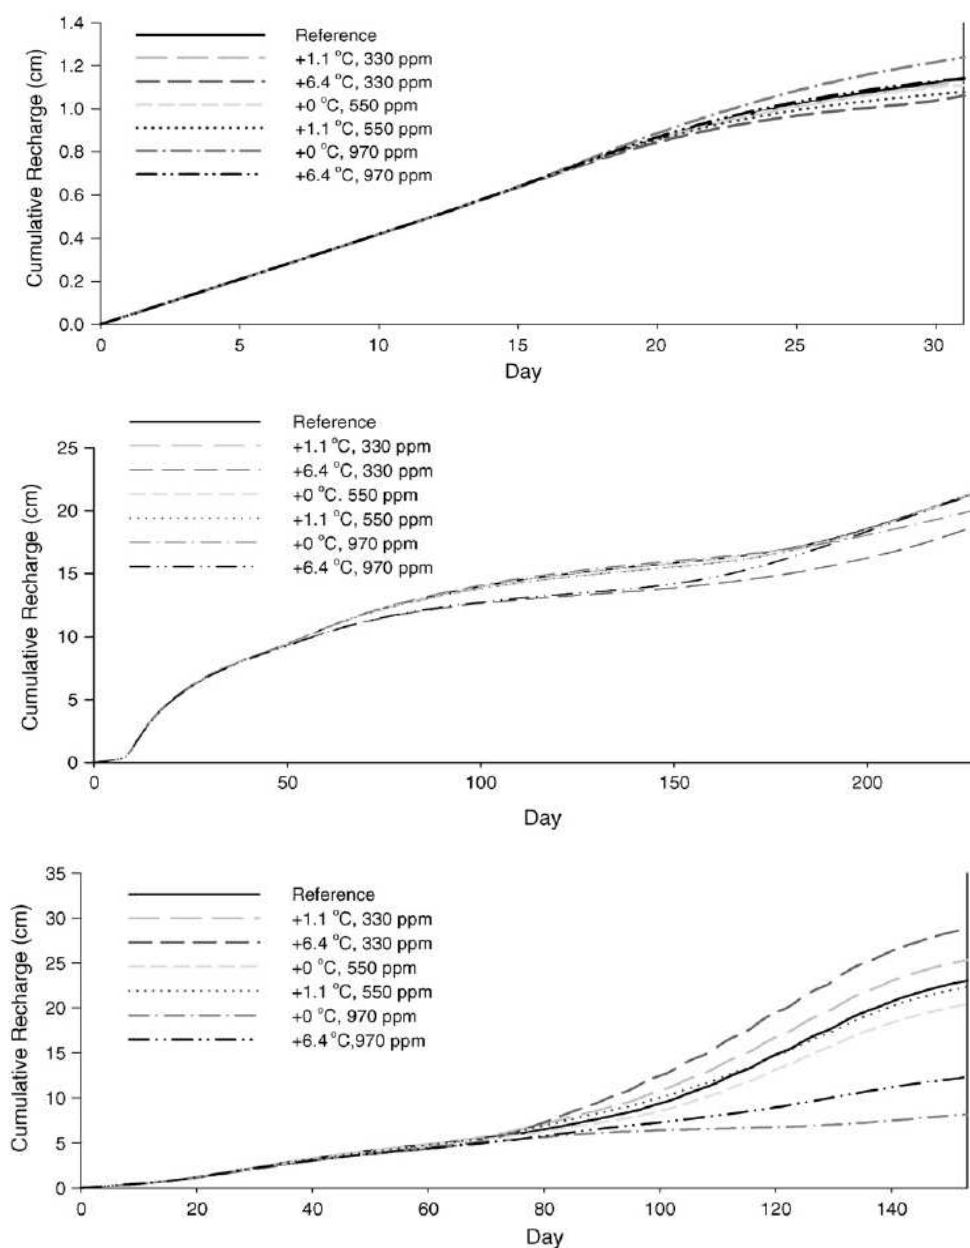 1.4
1.2
1.0
0.8
0.6
0.4
0.2
0.0
Cumulative Recharge (cm)
Reference
+1.1 °C, 330 ppm
+6.4 °C, 330 ppm
+0 °C, 550 ppm
+1.1 °C, 550 ppm
+0 °C, 970 ppm
+6.4 °C, 970 ppm
0 5 10 15 20 25 30
Day
25
20
15
10
5
0
Cumulative Recharge (cm)
Reference
+1.1 °C, 330 ppm
+6.4 °C, 330 ppm
+0 °C. 550 ppm
+1.1 °C, 550 ppm
+0 °C, 970 ppm
+6.4 °C, 970 ppm
0 50 100 150 200
Day
35
30
25
20
15
10
5
0
Cumulative Recharge (cm)
Reference
+1.1 °C, 330 ppm
+6.4 °C, 330 ppm
+0 °C, 550 ppm
+1.1 °C, 550 ppm
+0 °C, 970 ppm
+6.4 °C,970 ppm
0 20 40 60 80 100 120 140
Day